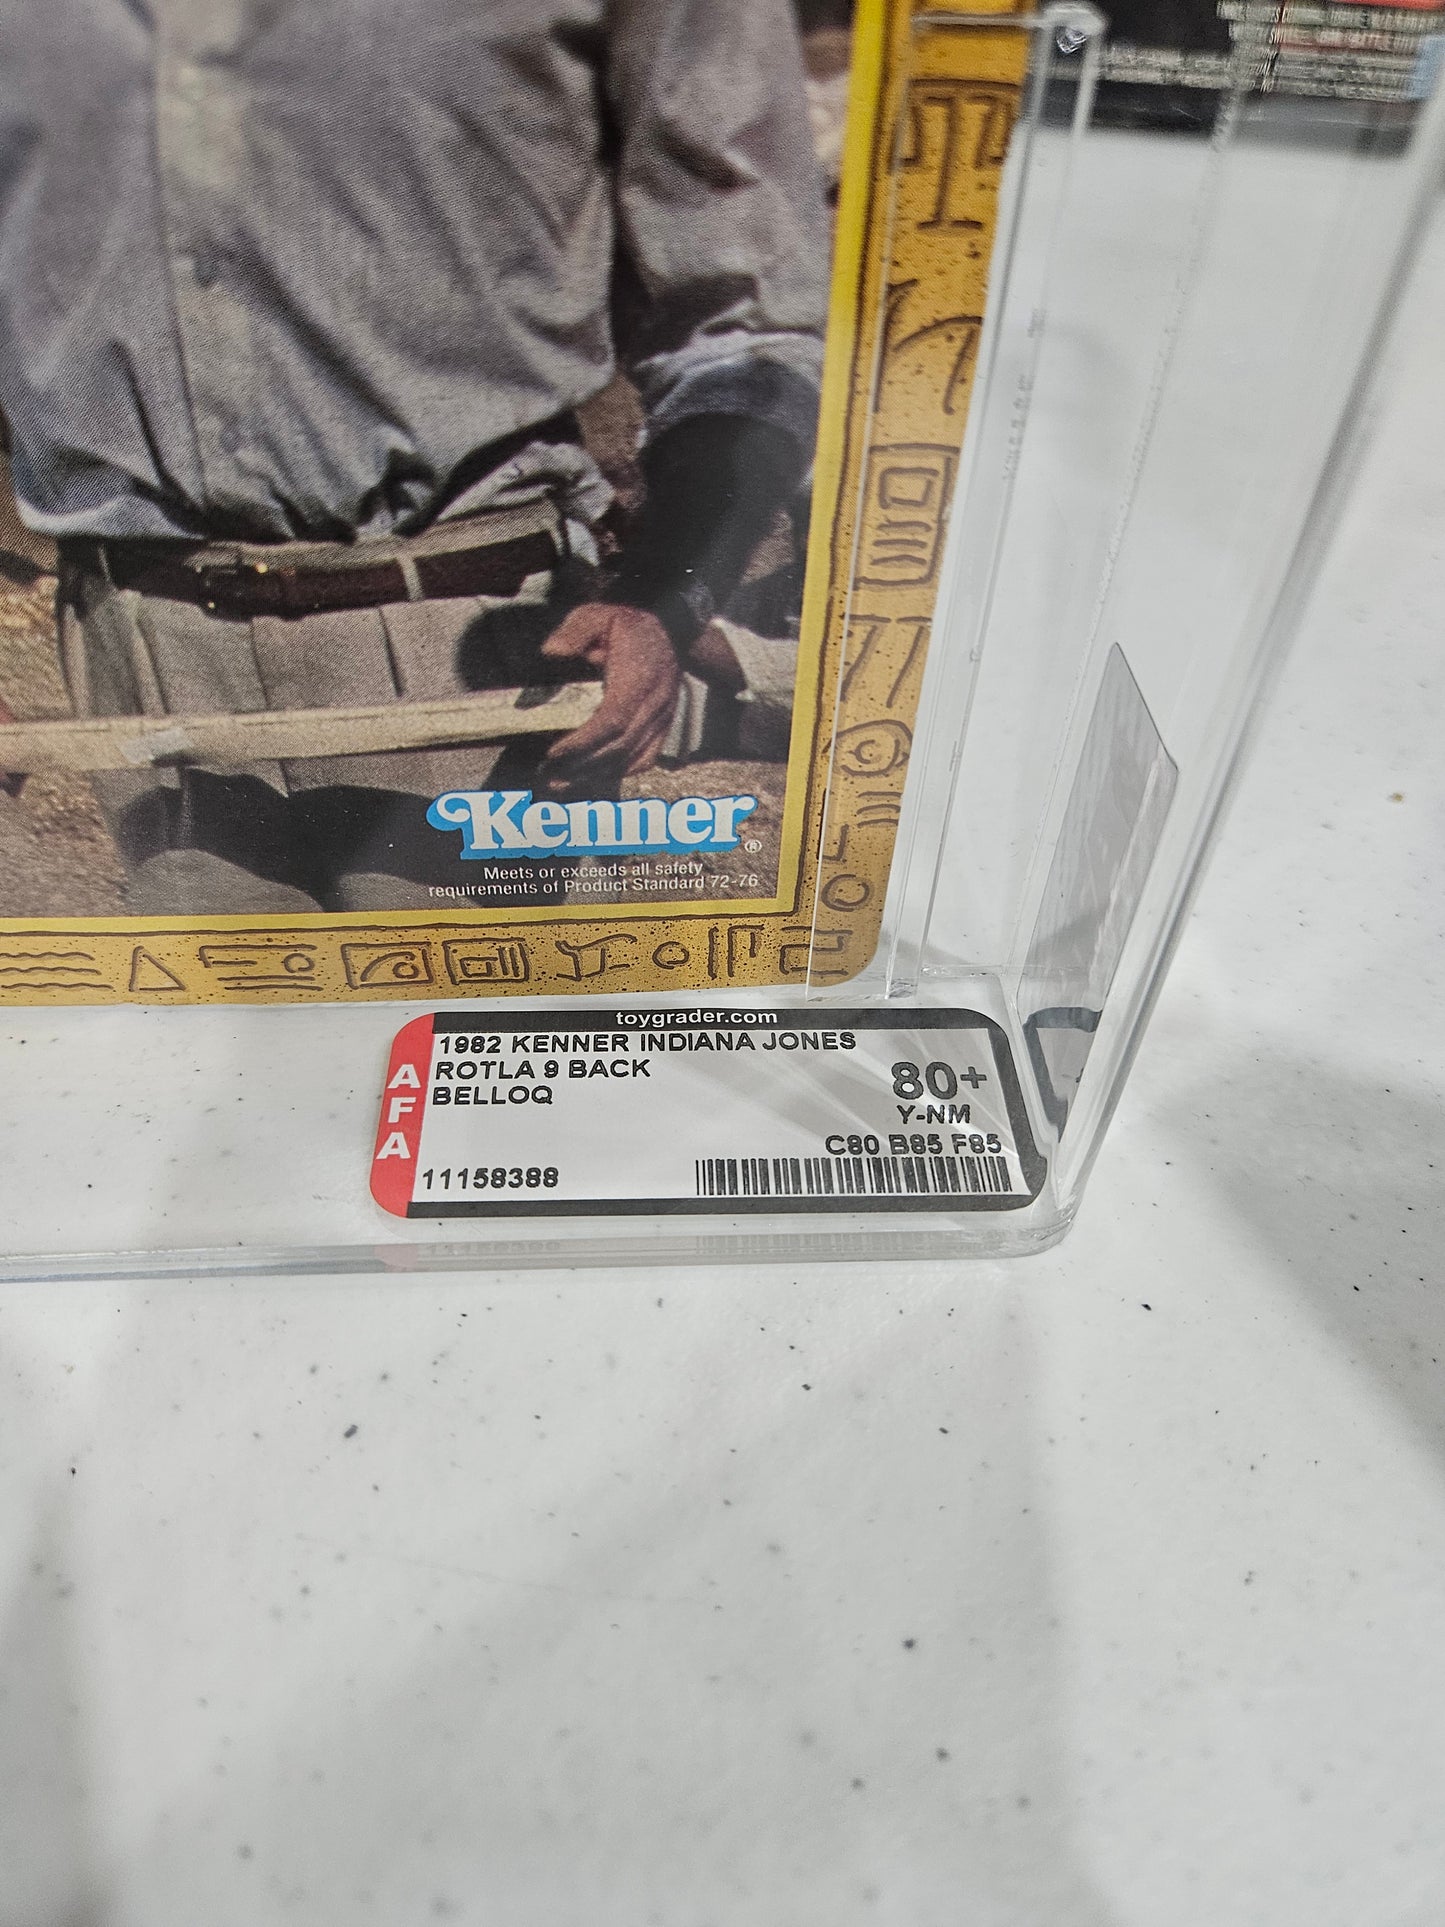 Kenner®
Meets or exceeds all safety
requirements of Product Standard 72-76
toygrader.com
AFA
1982 KENNER INDIANA JONES
ROTLA 9 BACK
BELLOQ
80+
Y-NM
C80 B85 F85
11158388